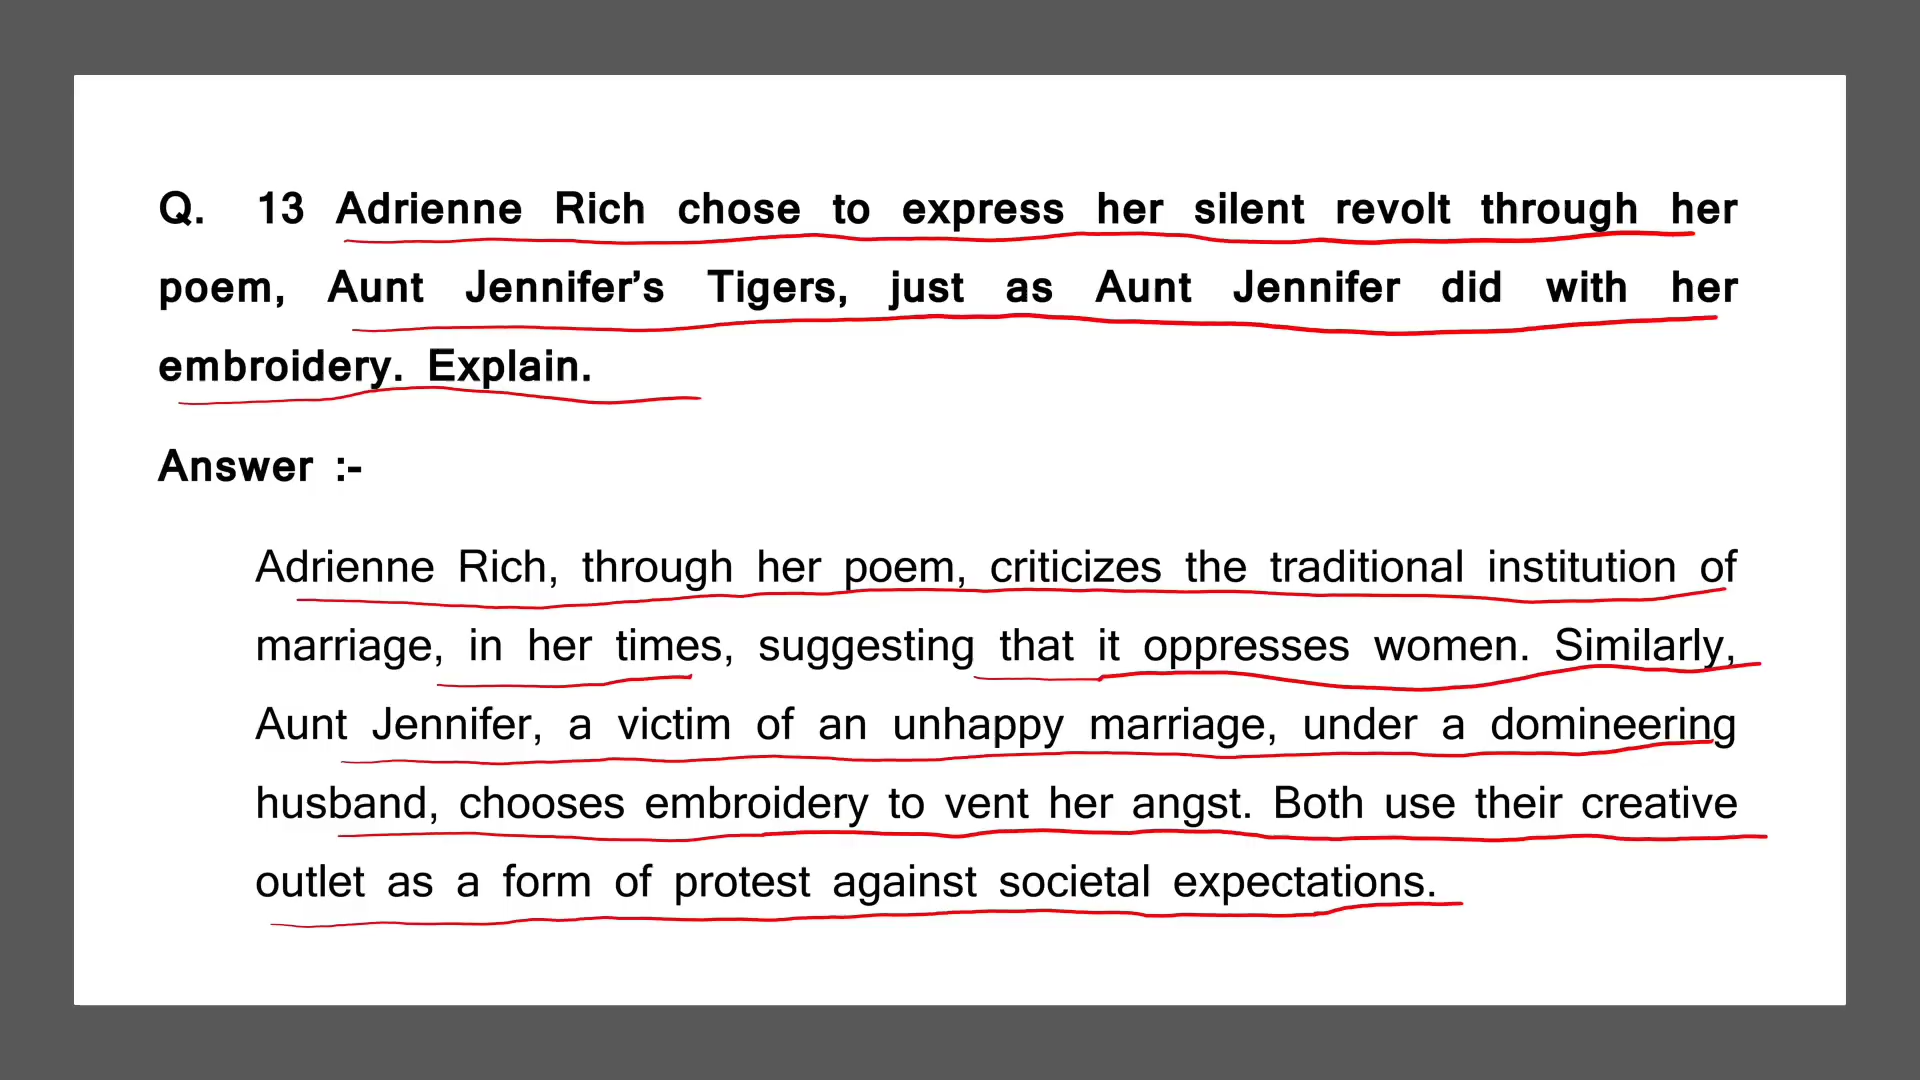 Q. 13 Adrienne Rich chose to express her silent revolt through her
poem, Aunt Jennifer’s Tigers, just as Aunt Jennifer did with her
embroidery. Explain.
Answer :-
Adrienne Rich, through her poem, criticizes the traditional institution of
marriage, in her times, suggesting that it oppresses women. Similarly,
Aunt Jennifer, a victim of an unhappy marriage, under a domineering
husband, chooses embroidery to vent her angst. Both use their creative
outlet as a form of protest against societal expectations.